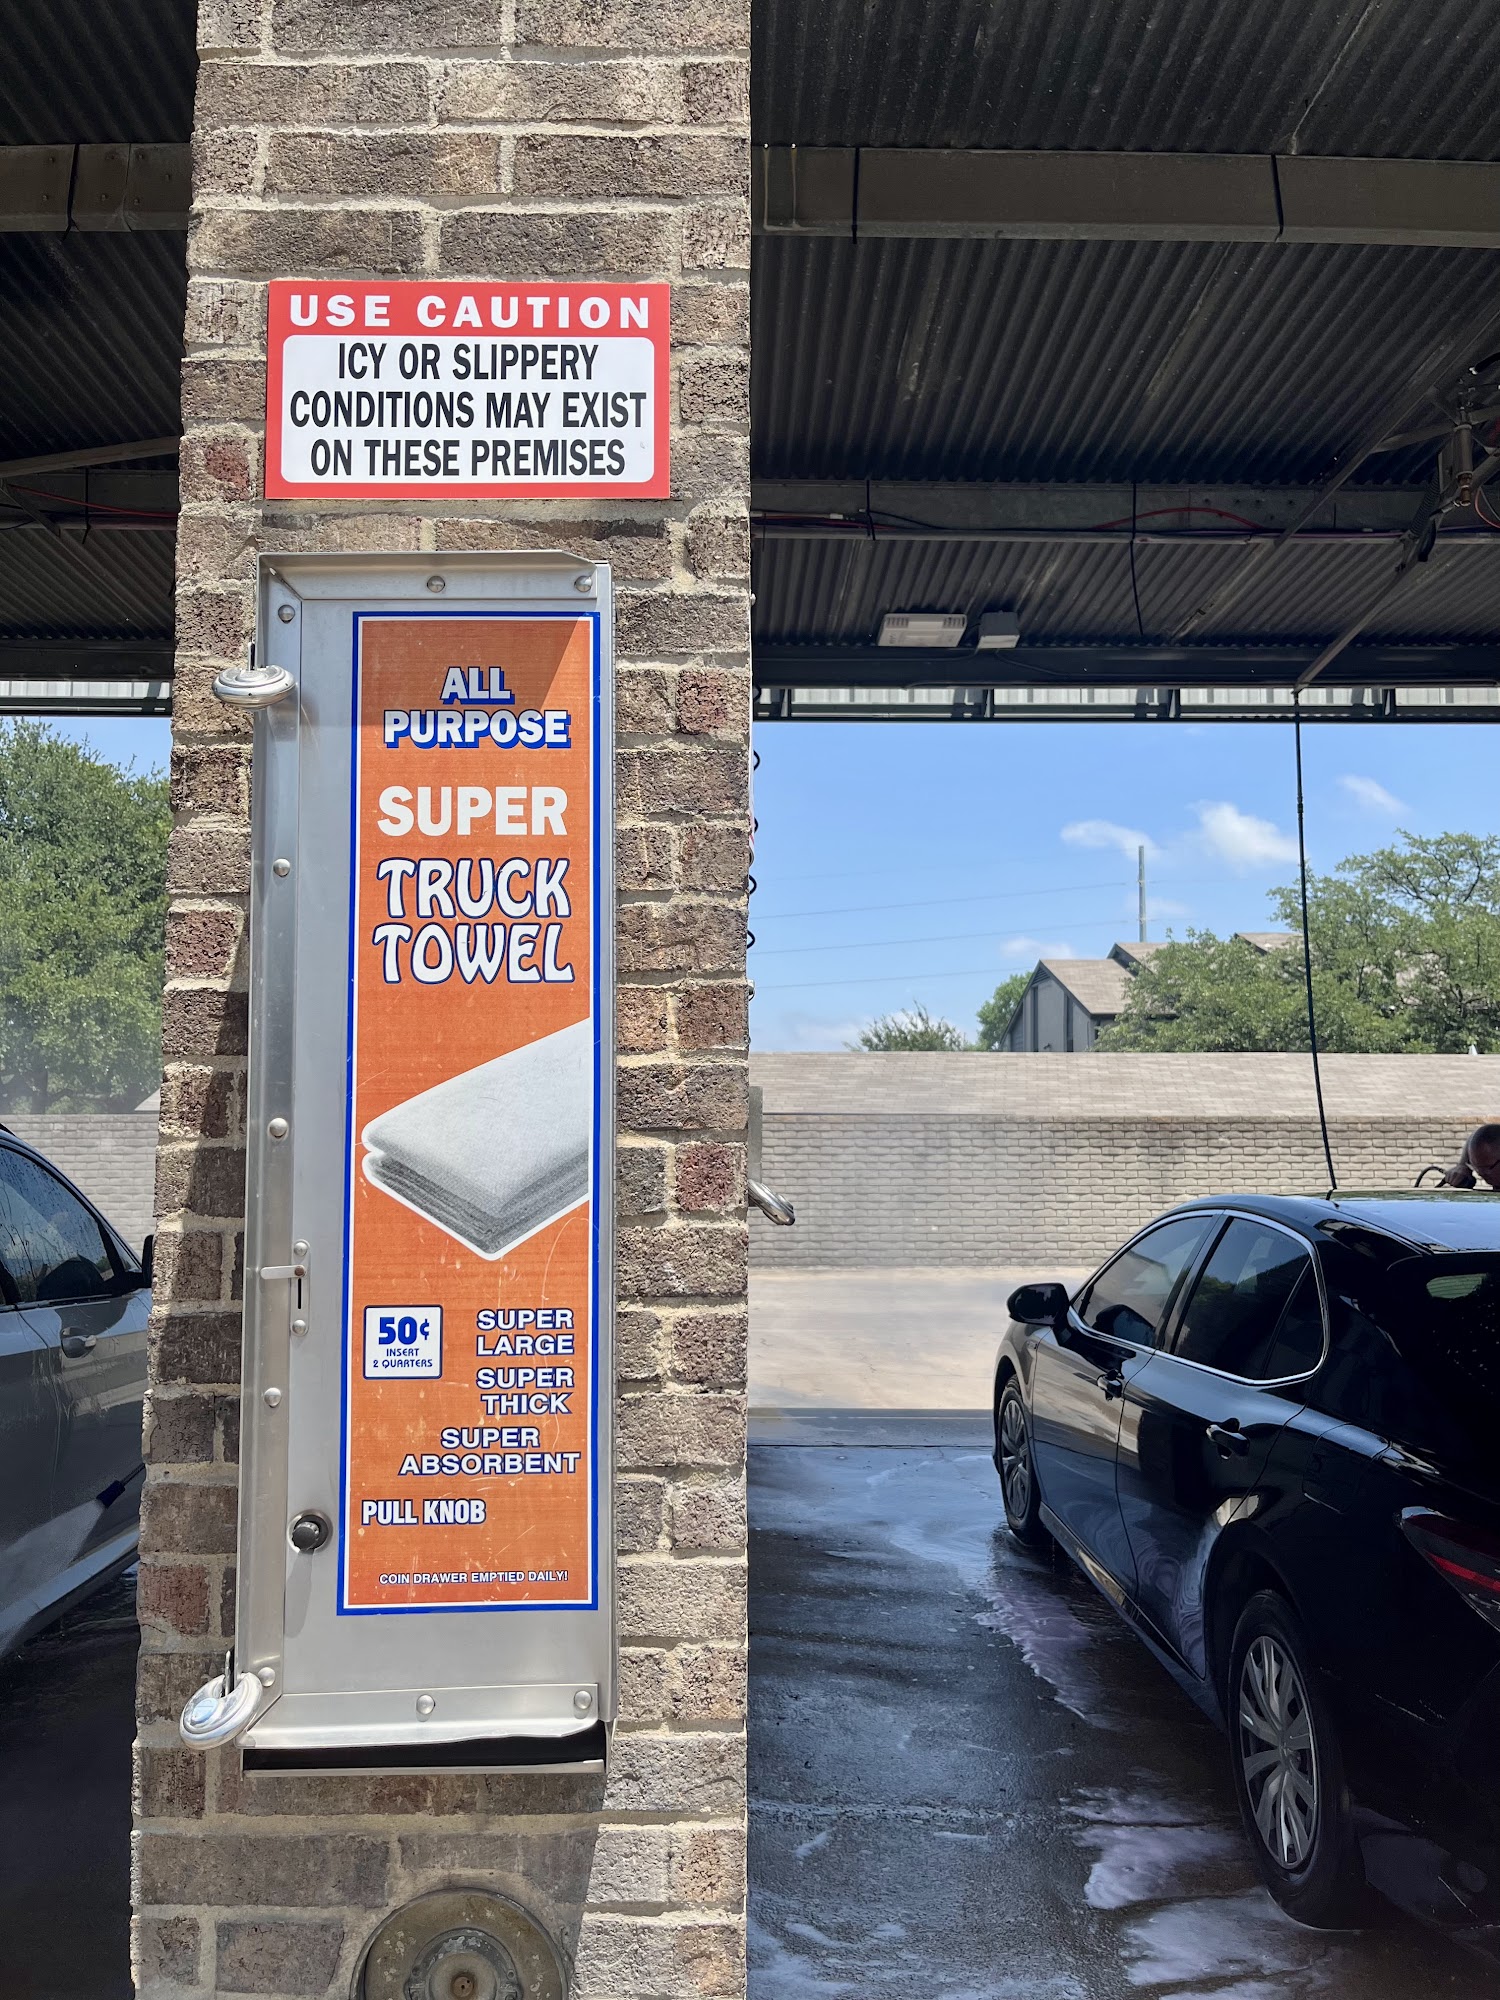 USE CAUTION
ICY OR SLIPPERY
CONDITIONS MAY EXIST
ON THESE PREMISES
ALL
PURPOSE
SUPER
TRUCK
TOWEL
50¢
INSERT
2 QUARTERS
SUPER
LARGE
SUPER
THICK
SUPER
ABSORBENT
PULL KNOB
COIN DRAWER EMPTIED DAILY!